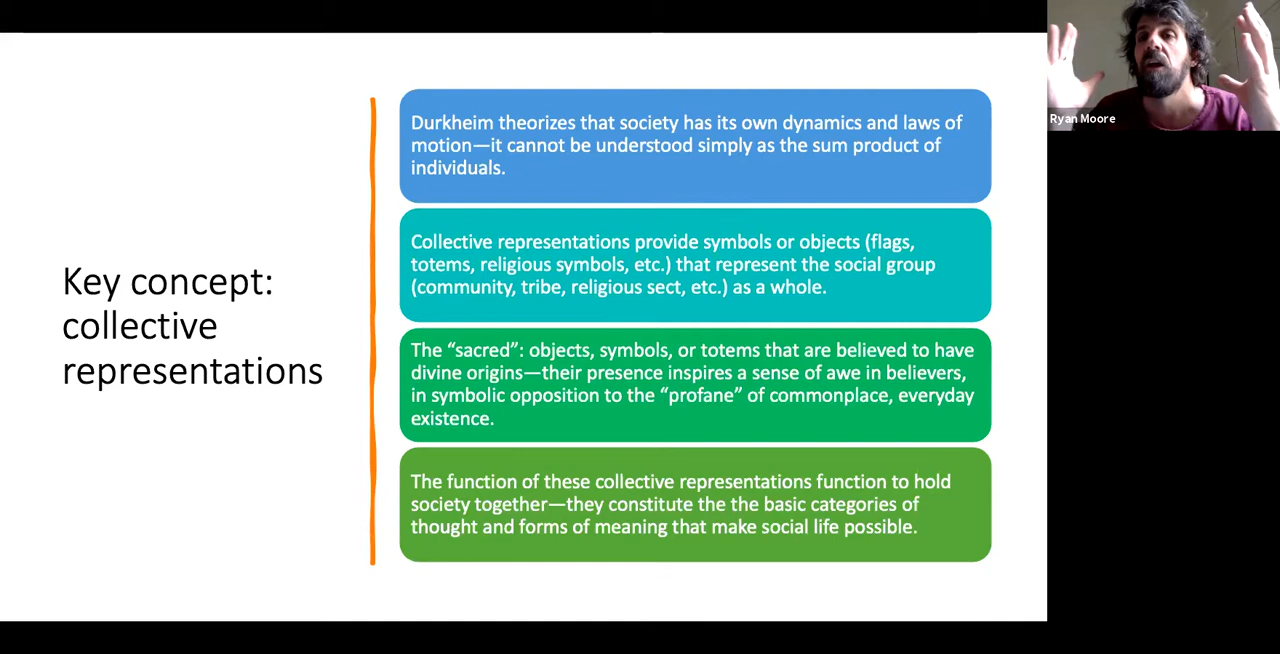 Key concept:
collective
representations
Durkheim theorizes that society has its own dynamics and laws of
motion—it cannot be understood simply as the sum product of
individuals.
Collective representations provide symbols or objects (flags,
totems, religious symbols, etc.) that represent the social group
(community, tribe, religious sect, etc.) as a whole.
The “sacred”: objects, symbols, or totems that are believed to have
divine origins—their presence inspires a sense of awe in believers,
in symbolic opposition to the “profane” of commonplace, everyday
existence.
The function of these collective representations function to hold
society together—they constitute the the basic categories of
thought and forms of meaning that make social life possible.
Ryan Moore